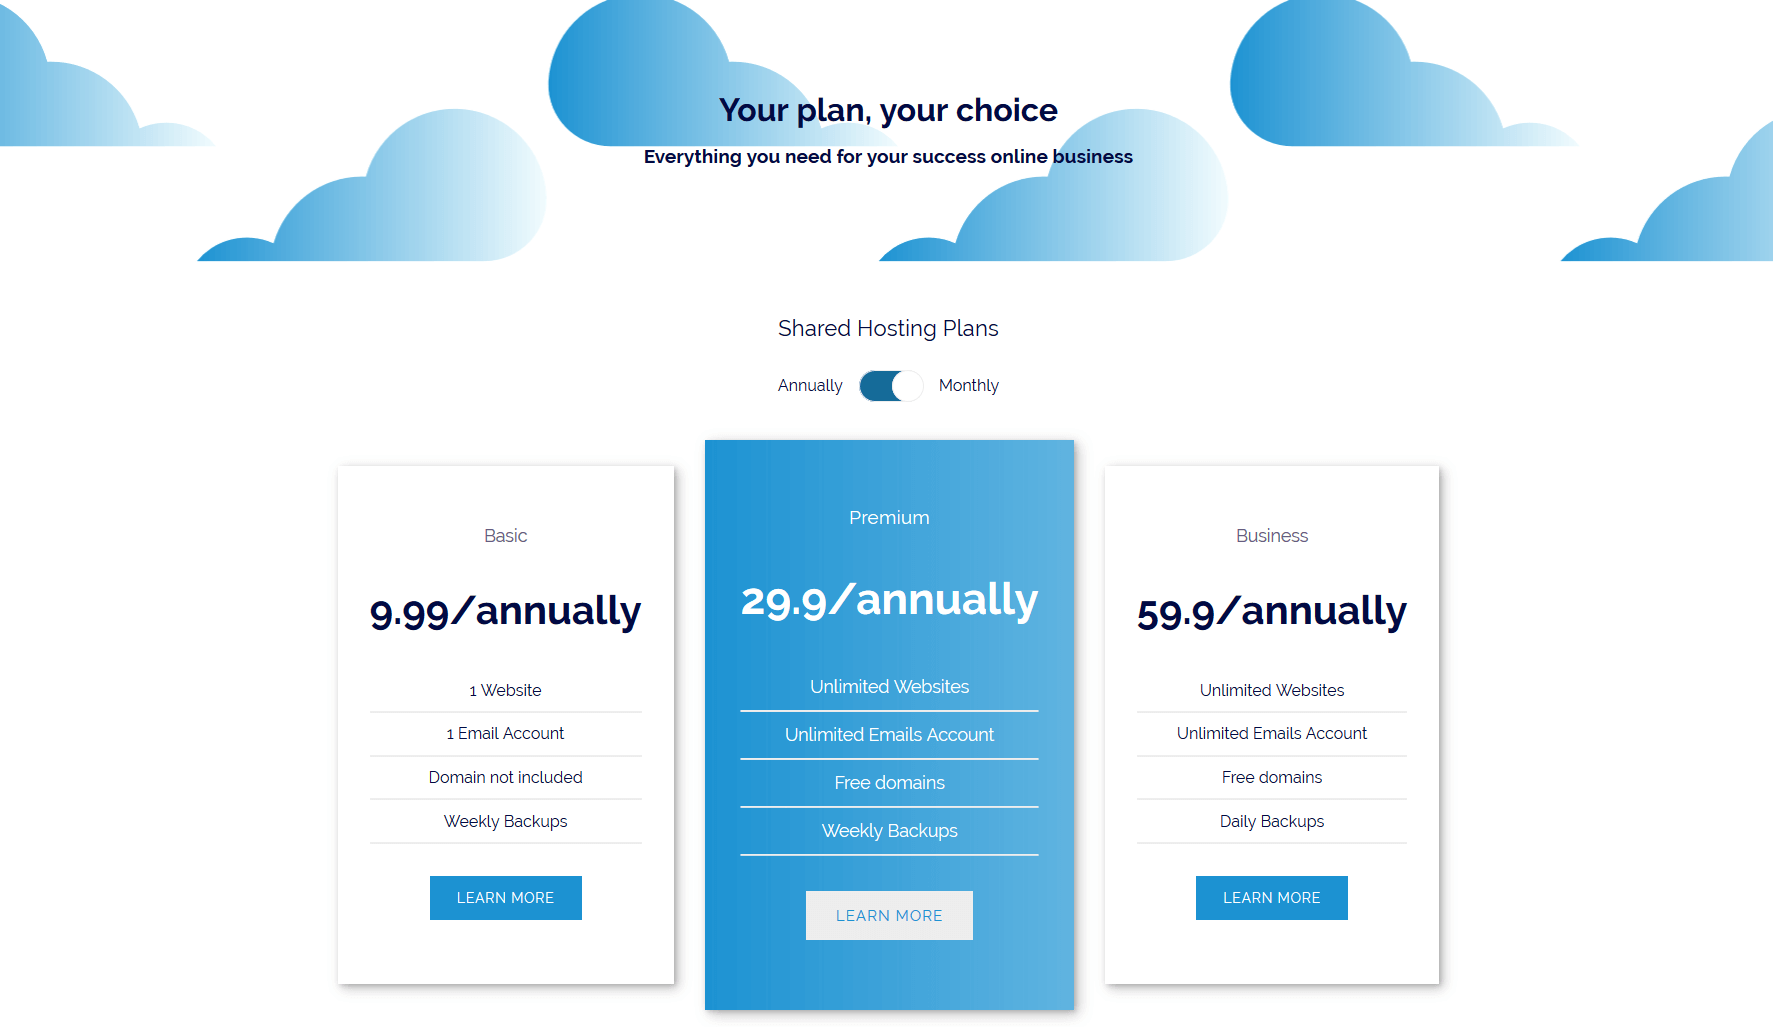 Your plan, your choice
Everything you need for your success online business
Shared Hosting Plans
Annually Monthly
Basic
9.99/annually
1 Website
1 Email Account
Domain not included
Weekly Backups
LEARN MORE
Premium
29.9/annually
Unlimited Websites
Unlimited Emails Account
Free domains
Weekly Backups
LEARN MORE
Business
59.9/annually
Unlimited Websites
Unlimited Emails Account
Free domains
Daily Backups
LEARN MORE